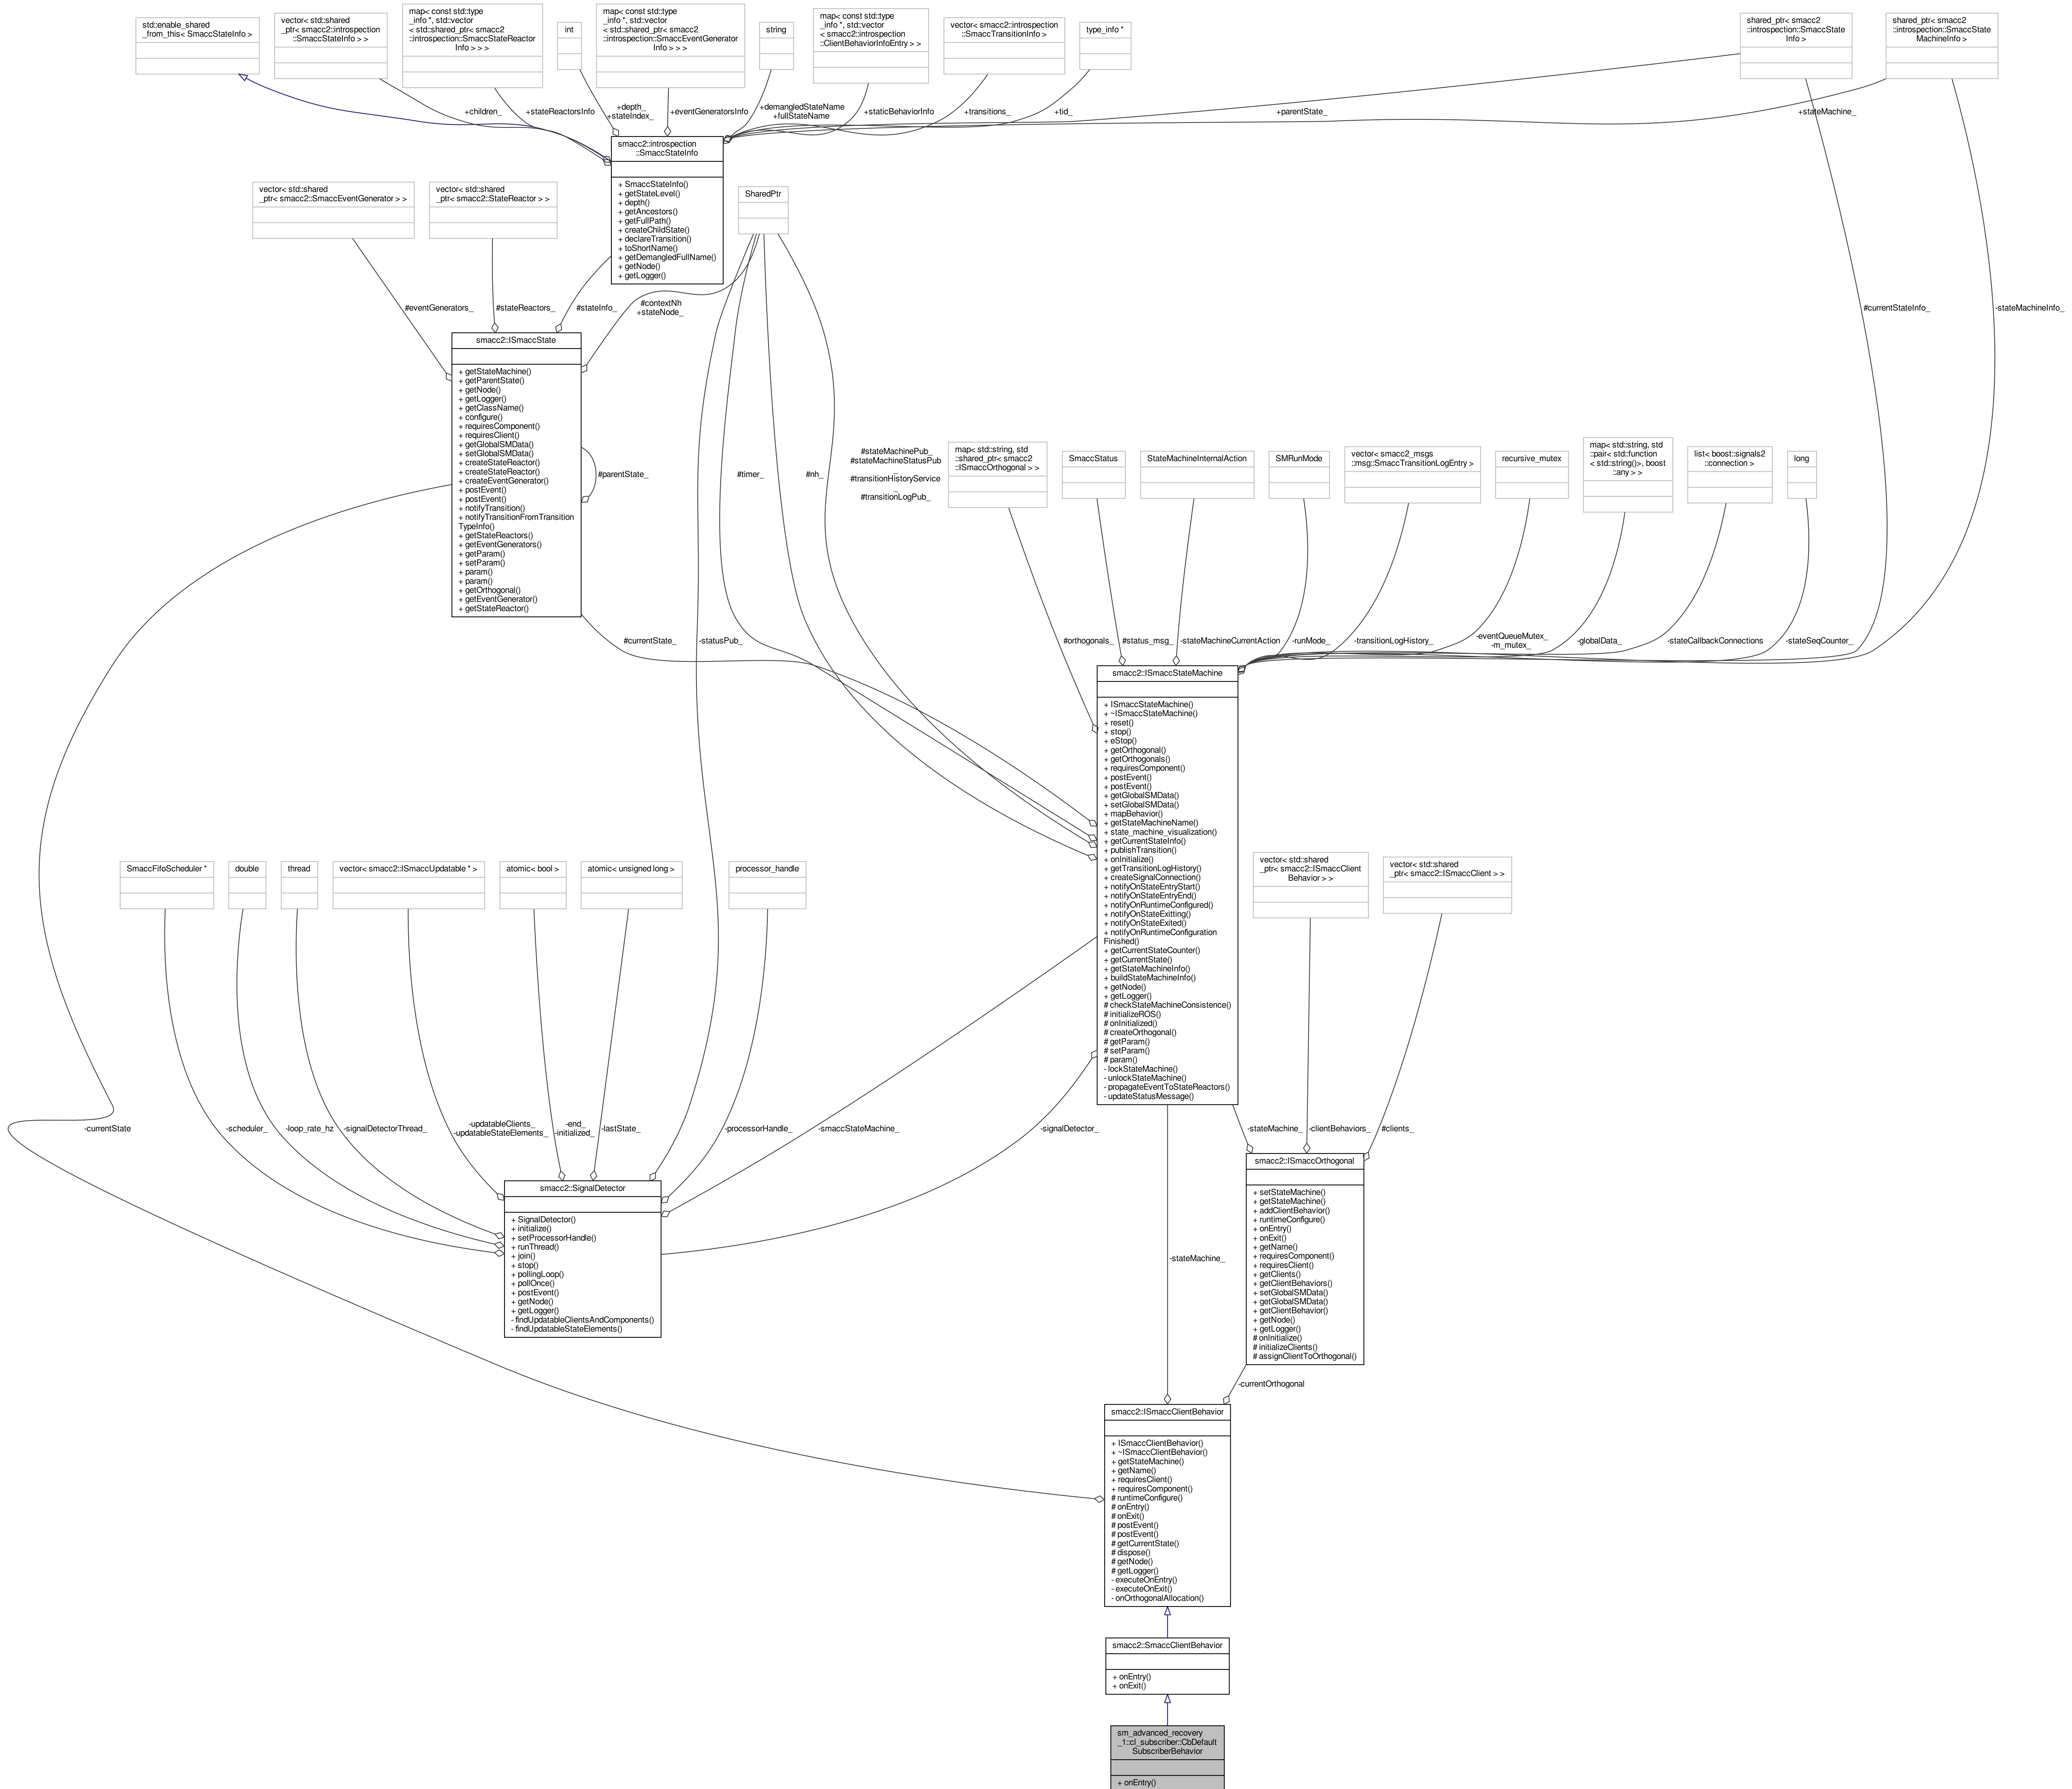 std::enable_shared
_from_this< SmaccStateInfo >
vector< std::shared
_ptr< smacc2::introspection
::SmaccStateInfo > >
map< const std::type
_info *, std::vector
< std::shared_ptr< smacc2
::introspection::SmaccStateReactor
Info > > >
int
map< const std::type
_info *, std::vector
< std::shared_ptr< smacc2
::introspection::SmaccEventGenerator
Info > > >
string
map< const std::type
_info *, std::vector
< smacc2::introspection
::ClientBehaviorInfoEntry > >
vector< smacc2::introspection
::SmaccTransitionInfo >
type_info *
shared_ptr< smacc2
::introspection::SmaccState
Info >
shared_ptr< smacc2
::introspection::SmaccState
MachineInfo >
+children_
+stateReactorsInfo
+depth_
+stateIndex_
+eventGeneratorsInfo
+demangledStateName
+fullStateName
+staticBehaviorInfo
+transitions_
+tid_
+parentState_
+stateMachine_
smacc2::introspection
::SmaccStateInfo
+ SmaccStateInfo()
+ getStateLevel()
+ depth()
+ getAncestors()
+ getFullPath()
+ createChildState()
+ declareTransition()
+ toShortName()
+ getDemangledFullName()
+ getNode()
+ getLogger()
vector< std::shared
_ptr< smacc2::SmaccEventGenerator > >
vector< std::shared
_ptr< smacc2::StateReactor > >
SharedPtr
#eventGenerators_
#stateReactors_
#stateInfo_
#contextNh
+stateNode_
#currentStateInfo_
-stateMachineInfo_
smacc2::ISmaccState
+ getStateMachine()
+ getParentState()
+ getNode()
+ getLogger()
+ getClassName()
+ configure()
+ requiresComponent()
+ requiresClient()
+ getGlobalSMData()
+ setGlobalSMData()
+ createStateReactor()
+ createStateReactor()
+ createEventGenerator()
+ postEvent()
+ postEvent()
+ notifyTransition()
+ notifyTransitionFromTransition
TypeInfo()
+ getStateReactors()
+ getEventGenerators()
+ getParam()
+ setParam()
+ param()
+ param()
+ getOrthogonal()
+ getEventGenerator()
+ getStateReactor()
#parentState_
#timer_
#nh_
#stateMachinePub_
#stateMachineStatusPub
_
#transitionHistoryService
_
#transitionLogPub_
map< std::string, std
::shared_ptr< smacc2
::ISmaccOrthogonal > >
SmaccStatus
StateMachineInternalAction
SMRunMode
vector< smacc2_msgs
::msg::SmaccTransitionLogEntry >
recursive_mutex
map< std::string, std
::pair< std::function
< std::string()>, boost
::any > >
list< boost::signals2
::connection >
long
#currentState_
-statusPub_
#orthogonals_
#status_msg_
-stateMachineCurrentAction
-runMode_
-transitionLogHistory_
-eventQueueMutex_
-m_mutex_
-globalData_
-stateCallbackConnections
-stateSeqCounter_
smacc2::ISmaccStateMachine
+ ISmaccStateMachine()
+ ~ISmaccStateMachine()
+ reset()
+ stop()
+ eStop()
+ getOrthogonal()
+ getOrthogonals()
+ requiresComponent()
+ postEvent()
+ postEvent()
+ getGlobalSMData()
+ setGlobalSMData()
+ mapBehavior()
+ getStateMachineName()
+ state_machine_visualization()
+ getCurrentStateInfo()
+ publishTransition()
+ onInitialize()
+ getTransitionLogHistory()
+ createSignalConnection()
+ notifyOnStateEntryStart()
+ notifyOnStateEntryEnd()
+ notifyOnRuntimeConfigured()
+ notifyOnStateExitting()
+ notifyOnStateExited()
+ notifyOnRuntimeConfiguration
Finished()
+ getCurrentStateCounter()
+ getCurrentState()
+ getStateMachineInfo()
+ buildStateMachineInfo()
+ getNode()
+ getLogger()
# checkStateMachineConsistence()
# initializeROS()
# onInitialized()
# createOrthogonal()
# getParam()
# setParam()
# param()
- lockStateMachine()
- unlockStateMachine()
- propagateEventToStateReactors()
- updateStatusMessage()
SmaccFifoScheduler *
double
thread
vector< smacc2::ISmaccUpdatable * >
atomic< bool >
atomic< unsigned long >
processor_handle
vector< std::shared
_ptr< smacc2::ISmaccClient
Behavior > >
vector< std::shared
_ptr< smacc2::ISmaccClient > >
-currentState
-scheduler_
-loop_rate_hz
-signalDetectorThread_
-updatableClients_
-updatableStateElements_
-end_
-initialized_
-lastState_
-processorHandle_
-smaccStateMachine_
-signalDetector_
-stateMachine_
-clientBehaviors_
#clients_
smacc2::SignalDetector
+ SignalDetector()
+ initialize()
+ setProcessorHandle()
+ runThread()
+ join()
+ stop()
+ pollingLoop()
+ pollOnce()
+ postEvent()
+ getNode()
+ getLogger()
- findUpdatableClientsAndComponents()
- findUpdatableStateElements()
smacc2::ISmaccOrthogonal
+ setStateMachine()
+ getStateMachine()
+ addClientBehavior()
+ runtimeConfigure()
+ onEntry()
+ onExit()
+ getName()
+ requiresComponent()
+ requiresClient()
+ getClients()
+ getClientBehaviors()
+ setGlobalSMData()
+ getGlobalSMData()
+ getClientBehavior()
+ getNode()
+ getLogger()
# onInitialize()
# initializeClients()
# assignClientToOrthogonal()
-stateMachine_
-currentOrthogonal
smacc2::ISmaccClientBehavior
+ ISmaccClientBehavior()
+ ~ISmaccClientBehavior()
+ getStateMachine()
+ getName()
+ requiresClient()
+ requiresComponent()
# runtimeConfigure()
# onEntry()
# onExit()
# postEvent()
# postEvent()
# getCurrentState()
# dispose()
# getNode()
# getLogger()
- executeOnEntry()
- executeOnExit()
- onOrthogonalAllocation()
smacc2::SmaccClientBehavior
+ onEntry()
+ onExit()
sm_advanced_recovery
_1::cl_subscriber::CbDefault
SubscriberBehavior
+ onEntry()